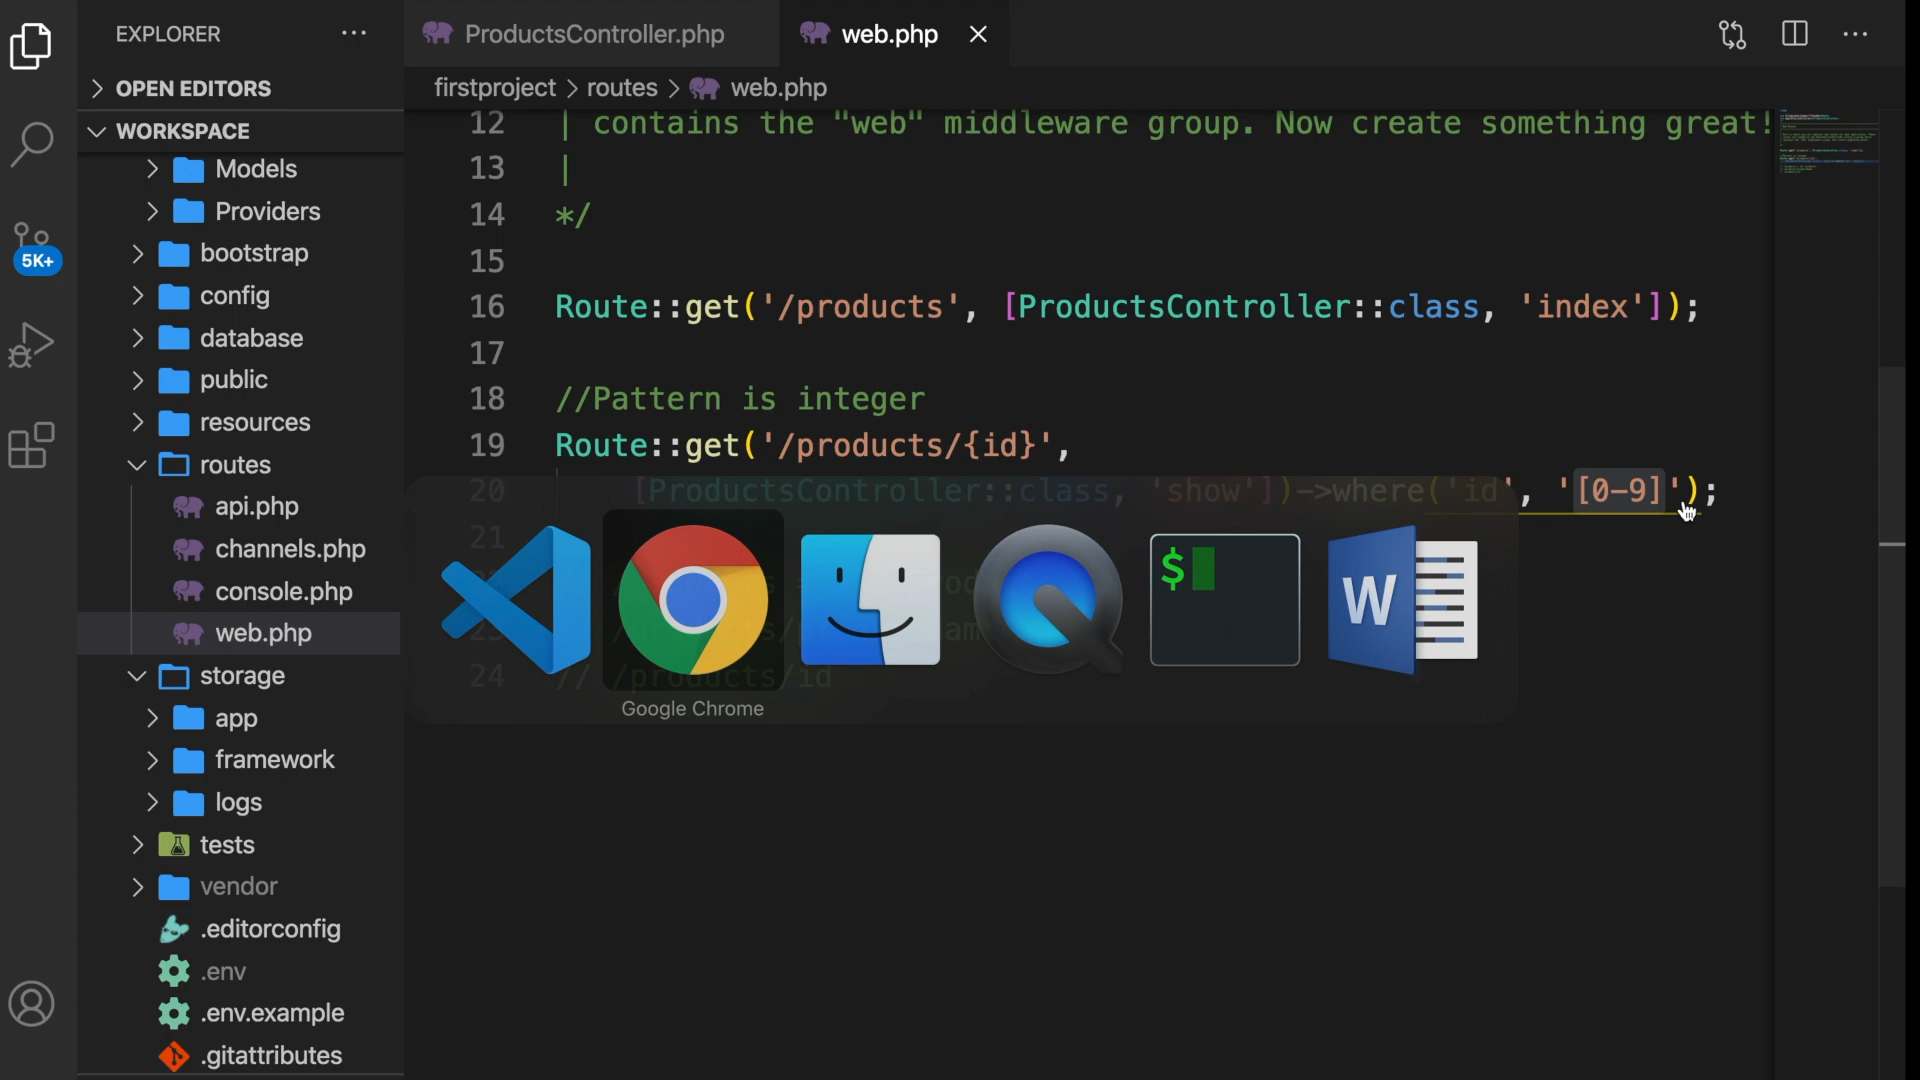 EXPLORER
ProductsController.php
web.php
OPEN EDITORS
firstproject > routes > web.php
WORKSPACE
Models
Providers
bootstrap
config
database
public
resources
routes
api.php
channels.php
console.php
web.php
storage
app
framework
logs
tests
vendor
.editorconfig
.env
.env.example
.gitattributes
5K+
12 | contains the "web" middleware group. Now create something great!
13 |
14 */
15
16 Route::get('/products', [ProductsController::class, 'index']);
17
18 //Pattern is integer
19 Route::get('/products/{id}',
20 [ProductsController::class, 'show'])->where('id', '[0-9]');
21
23
24 // /products/id
$
W
Google Chrome